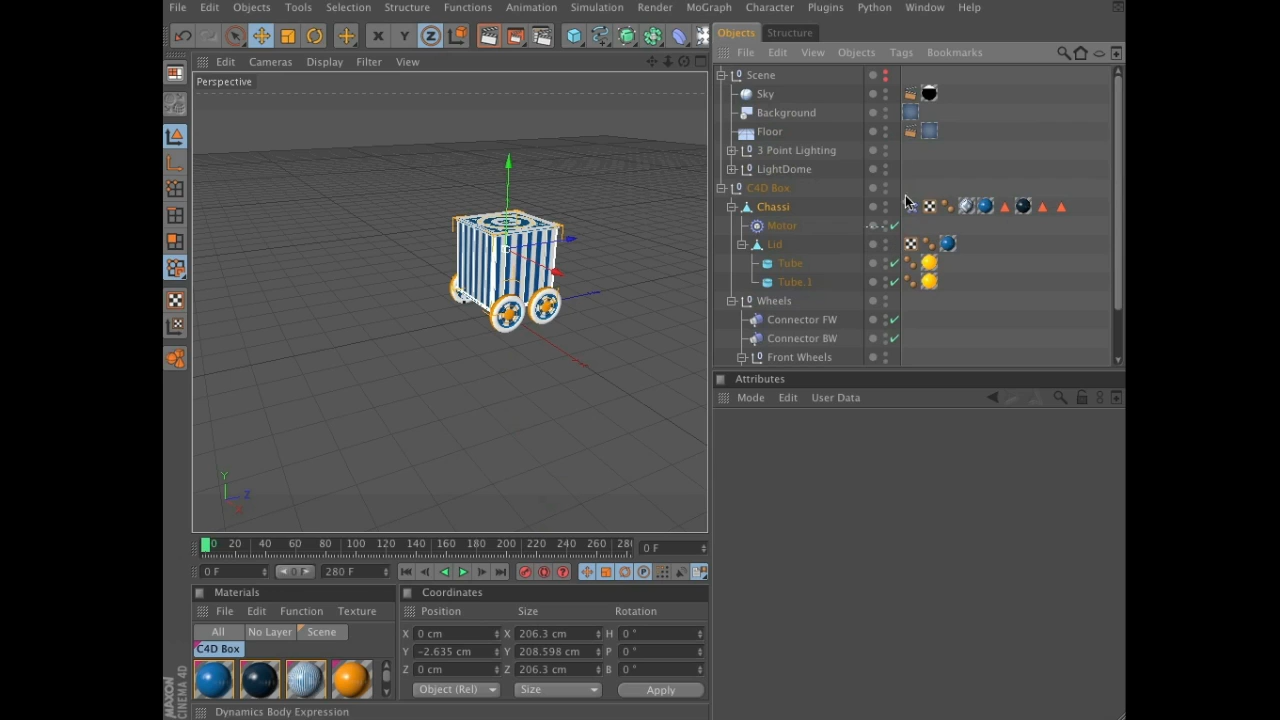 File Edit Objects Tools Selection Structure Functions Animation Simulation Render MoGraph Character Plugins Python Window Help
X Y Z
Objects Structure
Edit Cameras Display Filter View
File Edit View Objects Tags Bookmarks
Perspective
Scene
Sky
Background
Floor
3 Point Lighting
LightDome
C4D Box
Chassi
Motor
Lid
Tube
Tube.1
Wheels
Connector FW
Connector BW
Front Wheels
Attributes
Mode Edit User Data
Y
Z
X
0 20 40 60 80 100 120 140 160 180 200 220 240 260 28
0 F
0 F 0 F 280 F
Materials
File Edit Function Texture
All No Layer Scene
C4D Box
Coordinates
Position Size Rotation
X 0 cm X 206.3 cm H 0 °
Y -2.635 cm Y 208.598 cm P 0 °
Z 0 cm Z 206.3 cm B 0 °
Object (Rel) Size Apply
MAXON
CINEMA 4D
Dynamics Body Expression